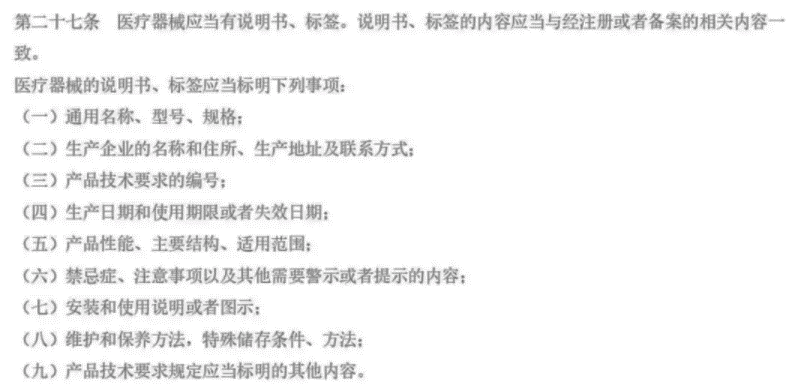 第二十七条　医疗器械应当有说明书、标签。说明书、标签的内容应当与经注册或者备案的相关内容一
致。
医疗器械的说明书、标签应当标明下列事项：
（一）通用名称、型号、规格；
（二）生产企业的名称和住所、生产地址及联系方式；
（三）产品技术要求的编号；
（四）生产日期和使用期限或者失效日期；
（五）产品性能、主要结构、适用范围；
（六）禁忌症、注意事项以及其他需要警示或者提示的内容；
（七）安装和使用说明或者图示；
（八）维护和保养方法，特殊储存条件、方法；
（九）产品技术要求规定应当标明的其他内容。